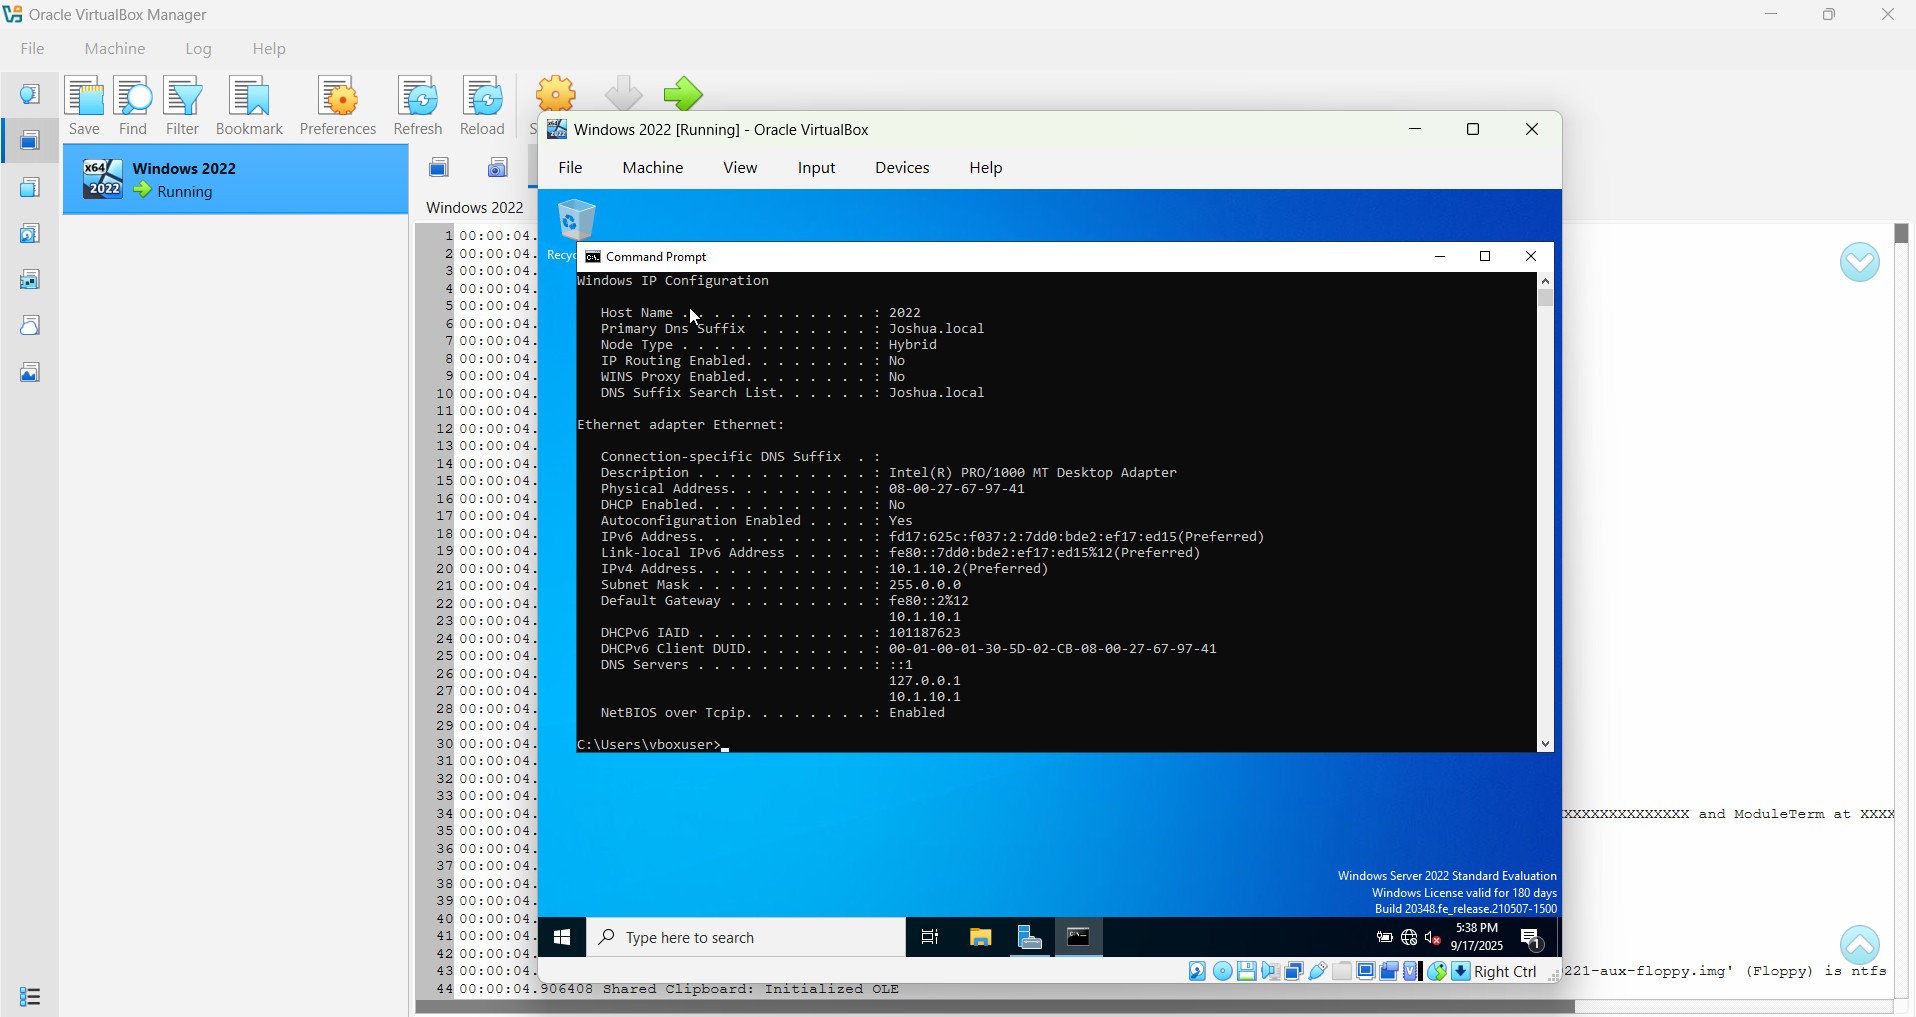 Oracle VirtualBox Manager
File Machine Log Help
Save Find Filter Bookmark Preferences Refresh Reload
Windows 2022
Running
x64
2022
Windows 2022
Windows 2022 [Running] - Oracle VirtualBox
File Machine View Input Devices Help
Command Prompt
Windows IP Configuration
Host Name . . . . . . . . . . . . : 2022
Primary Dns Suffix . . . . . . . : Joshua.local
Node Type . . . . . . . . . . . . : Hybrid
IP Routing Enabled. . . . . . . . : No
WINS Proxy Enabled. . . . . . . . : No
DNS Suffix Search List. . . . . . : Joshua.local
Ethernet adapter Ethernet:
Connection-specific DNS Suffix . :
Description . . . . . . . . . . . : Intel(R) PRO/1000 MT Desktop Adapter
Physical Address. . . . . . . . . : 08-00-27-67-97-41
DHCP Enabled. . . . . . . . . . . : No
Autoconfiguration Enabled . . . . : Yes
IPv6 Address. . . . . . . . . . . : fd17:625c:f037:2:7dd0:bde2:ef17:ed15(Preferred)
Link-local IPv6 Address . . . . . : fe80::7dd0:bde2:ef17:ed15%12(Preferred)
IPv4 Address. . . . . . . . . . . : 10.1.10.2(Preferred)
Subnet Mask . . . . . . . . . . . : 255.0.0.0
Default Gateway . . . . . . . . . : fe80::2%12
10.1.10.1
DHCPv6 IAID . . . . . . . . . . . : 101187623
DHCPv6 Client DUID. . . . . . . . : 00-01-00-01-30-5D-02-CB-08-00-27-67-97-41
DNS Servers . . . . . . . . . . . : ::1
127.0.0.1
10.1.10.1
NetBIOS over Tcpip. . . . . . . . : Enabled
C:\Users\vboxuser>
Windows Server 2022 Standard Evaluation
Windows License valid for 180 days
Build 20348.fe_release.210507-1500
Type here to search
5:38 PM
9/17/2025
1
Right Ctrl
1 00:00:04.
2 00:00:04.
3 00:00:04.
4 00:00:04.
5 00:00:04.
6 00:00:04.
7 00:00:04.
8 00:00:04.
9 00:00:04.
10 00:00:04.
11 00:00:04.
12 00:00:04.
13 00:00:04.
14 00:00:04.
15 00:00:04.
16 00:00:04.
17 00:00:04.
18 00:00:04.
19 00:00:04.
20 00:00:04.
21 00:00:04.
22 00:00:04.
23 00:00:04.
24 00:00:04.
25 00:00:04.
26 00:00:04.
27 00:00:04.
28 00:00:04.
29 00:00:04.
30 00:00:04.
31 00:00:04.
32 00:00:04.
33 00:00:04.
34 00:00:04. XXXXXXXXXXXXXX and ModuleTerm at XXXX
35 00:00:04.
36 00:00:04.
37 00:00:04.
38 00:00:04.
39 00:00:04.
40 00:00:04.
41 00:00:04.
42 00:00:04.
43 00:00:04. 221-aux-floppy.img' (Floppy) is ntfs
44 00:00:04.906408 Shared Clipboard: Initialized OLE